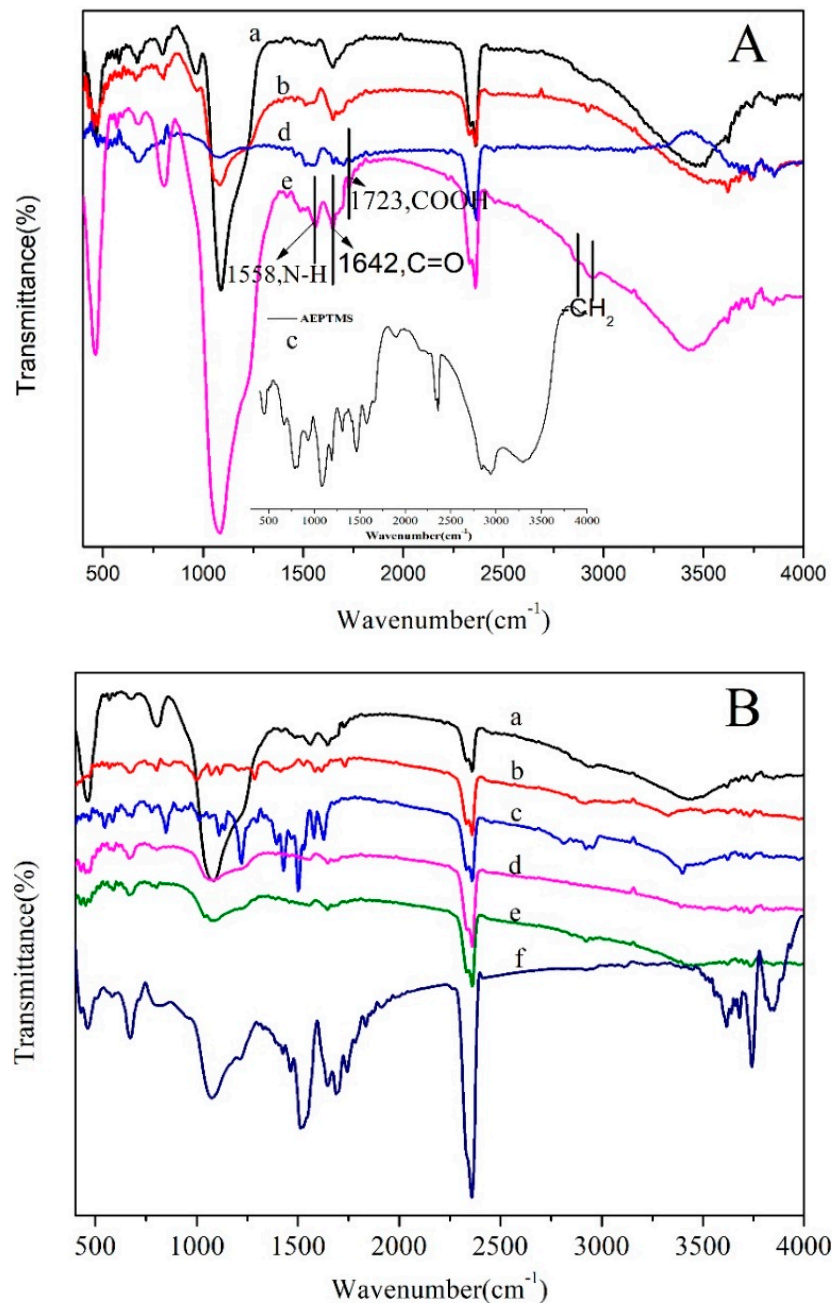 A
a
b
d
e
1723,COOH
1558,N-H
1642,C=O
-CH2
AEPTMS
c
500 1000 1500 2000 2500 3000 3500 4000
Wavenumber(cm-1)
Transmittance(%)
500 1000 1500 2000 2500 3000 3500 4000
Wavenumber(cm-1)
B
a
b
c
d
e
f
Transmittance(%)
500 1000 1500 2000 2500 3000 3500 4000
Wavenumber(cm-1)